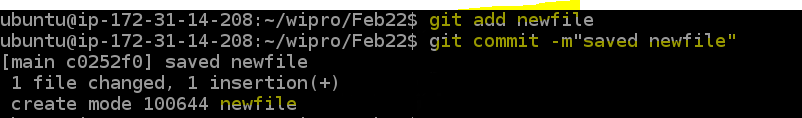 ubuntu@ip-172-31-14-208:~/wipro/Feb22$ git add newfile
ubuntu@ip-172-31-14-208:~/wipro/Feb22$ git commit -m"saved newfile"
[main c0252f0] saved newfile
 1 file changed, 1 insertion(+)
 create mode 100644 newfile